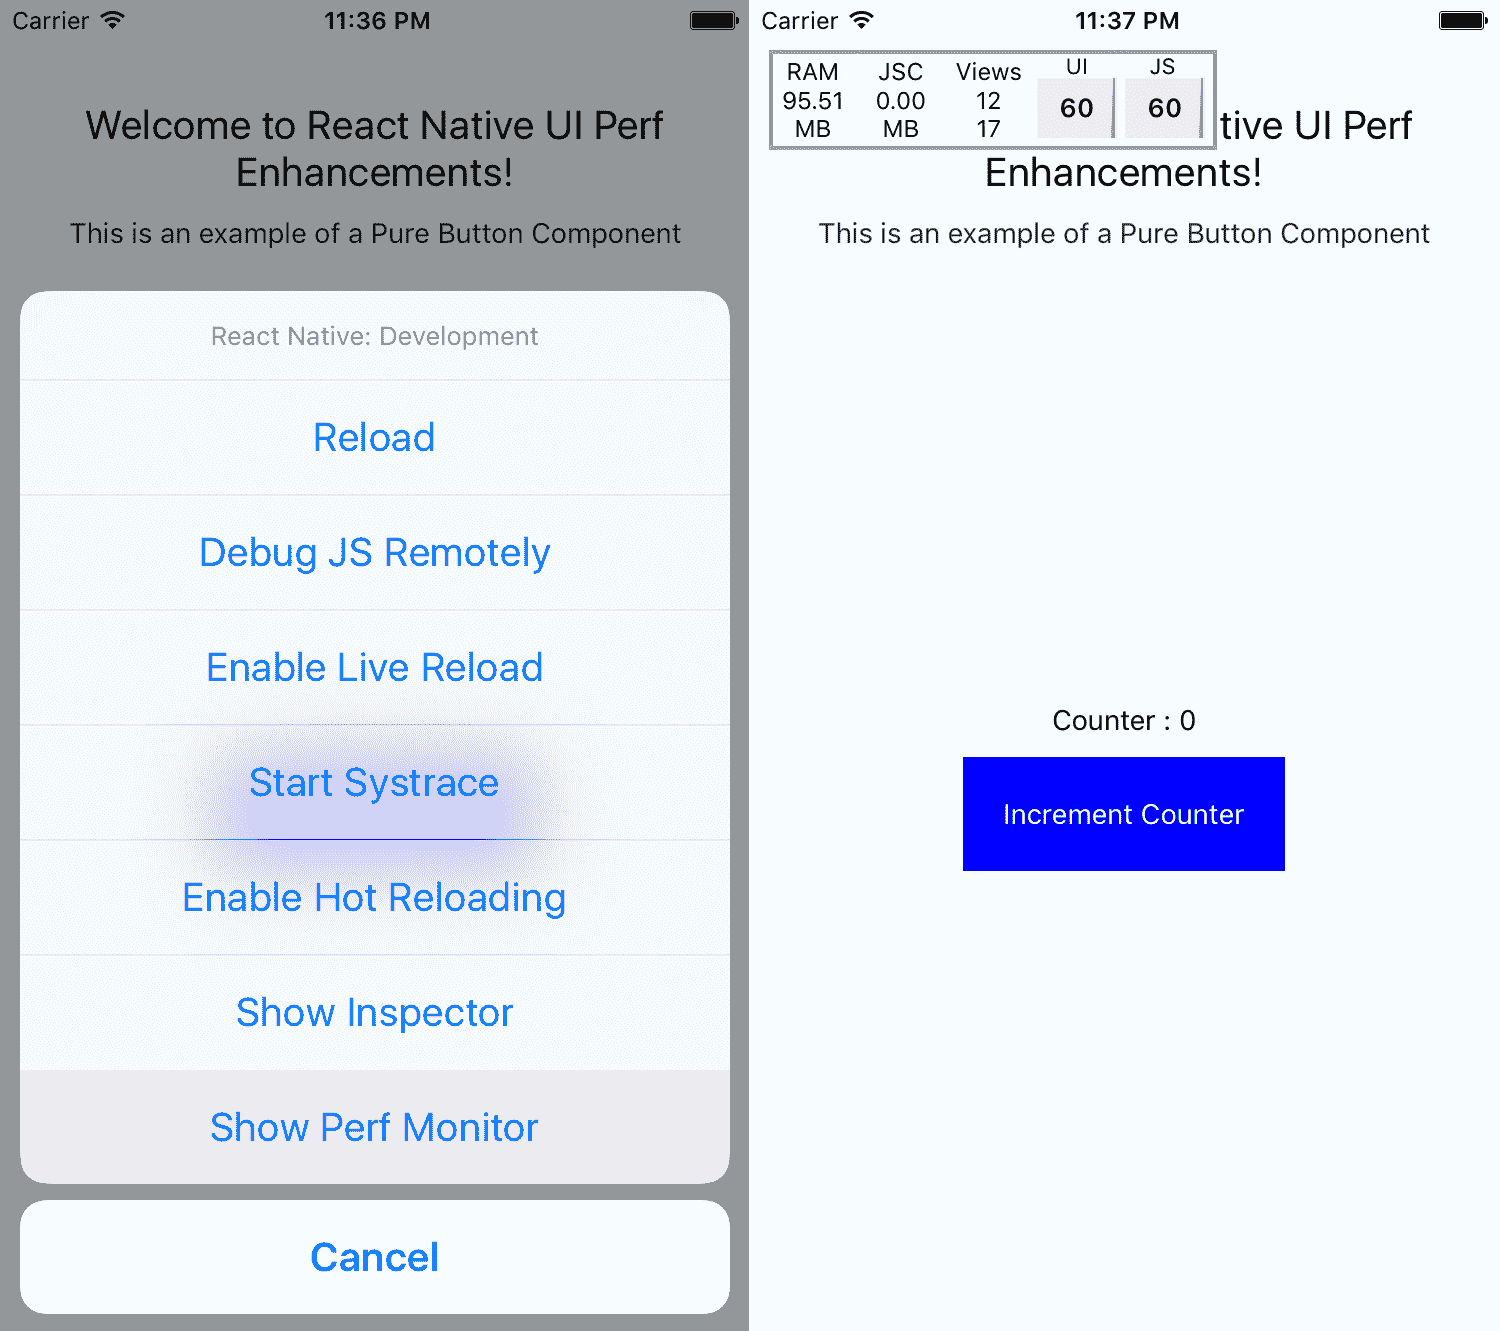 Carrier 11:36 PM
Welcome to React Native UI Perf
Enhancements!
This is an example of a Pure Button Component
React Native: Development
Reload
Debug JS Remotely
Enable Live Reload
Start Systrace
Enable Hot Reloading
Show Inspector
Show Perf Monitor
Cancel
Carrier 11:37 PM
RAM JSC Views UI JS
95.51 0.00 12 60 60
MB MB 17
tive UI Perf
Enhancements!
This is an example of a Pure Button Component
Counter : 0
Increment Counter